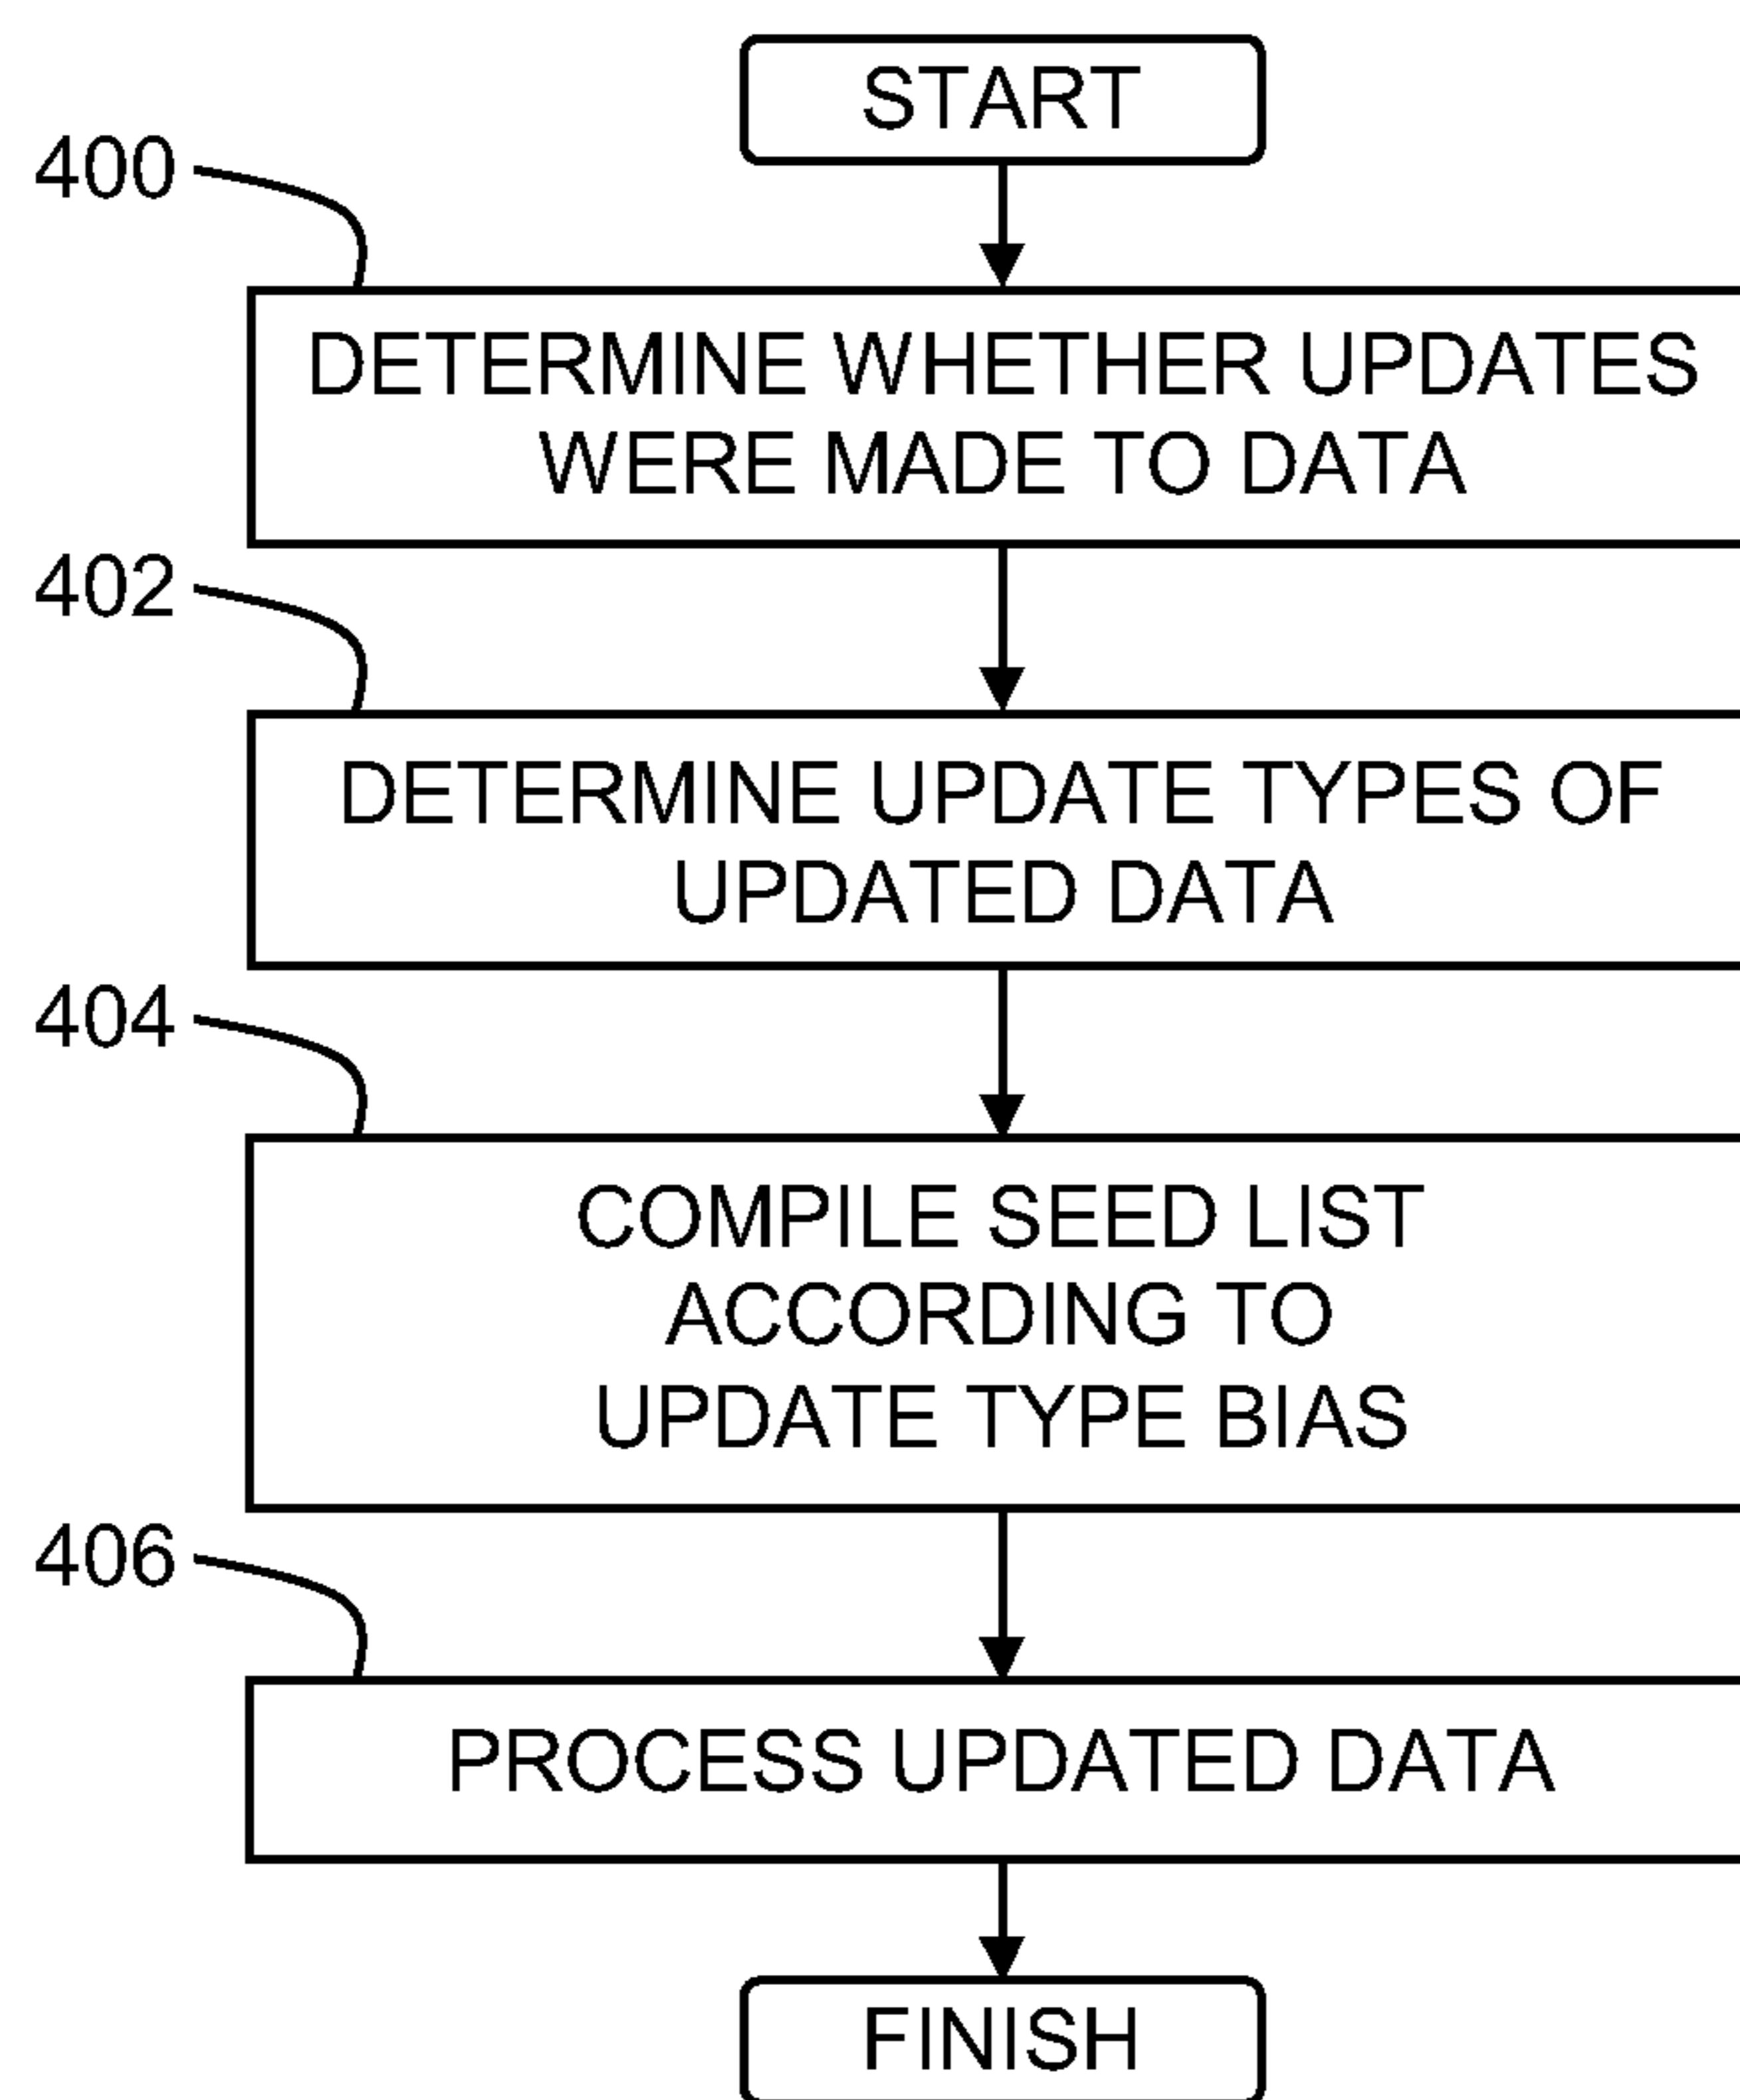 START
400
DETERMINE WHETHER UPDATES
WERE MADE TO DATA
402
DETERMINE UPDATE TYPES OF
UPDATED DATA
404
COMPILE SEED LIST
ACCORDING TO
UPDATE TYPE BIAS
406
PROCESS UPDATED DATA
FINISH